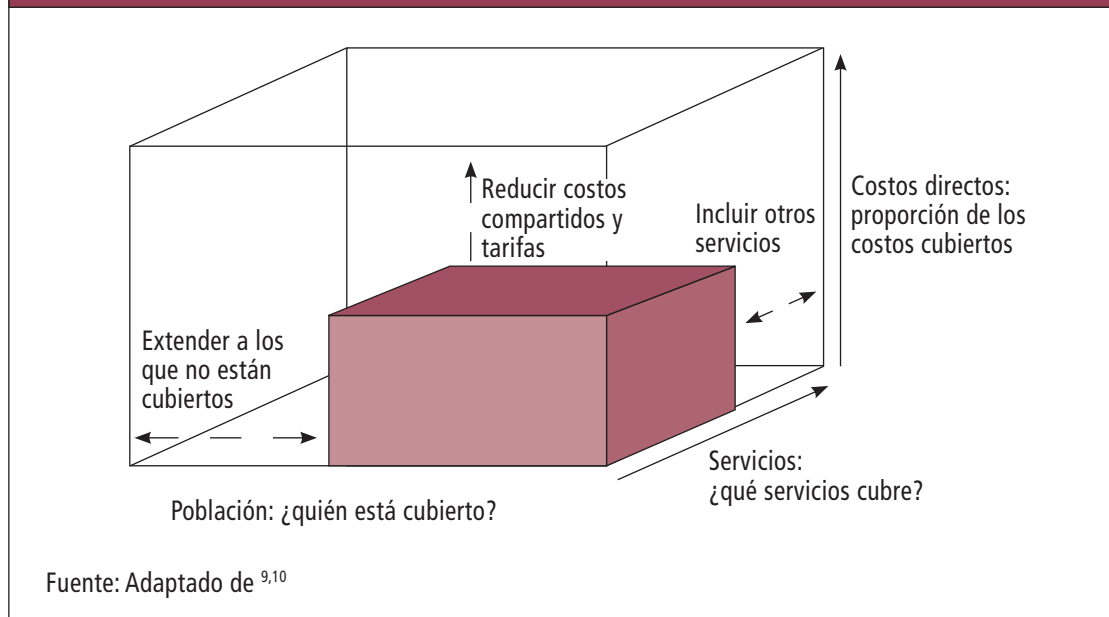 Reducir costos
compartidos y
tarifas
Incluir otros
servicios
Costos directos:
proporción de los
costos cubiertos
Extender a los
que no están
cubiertos
Servicios:
¿qué servicios cubre?
Población: ¿quién está cubierto?
Fuente: Adaptado de 9,10